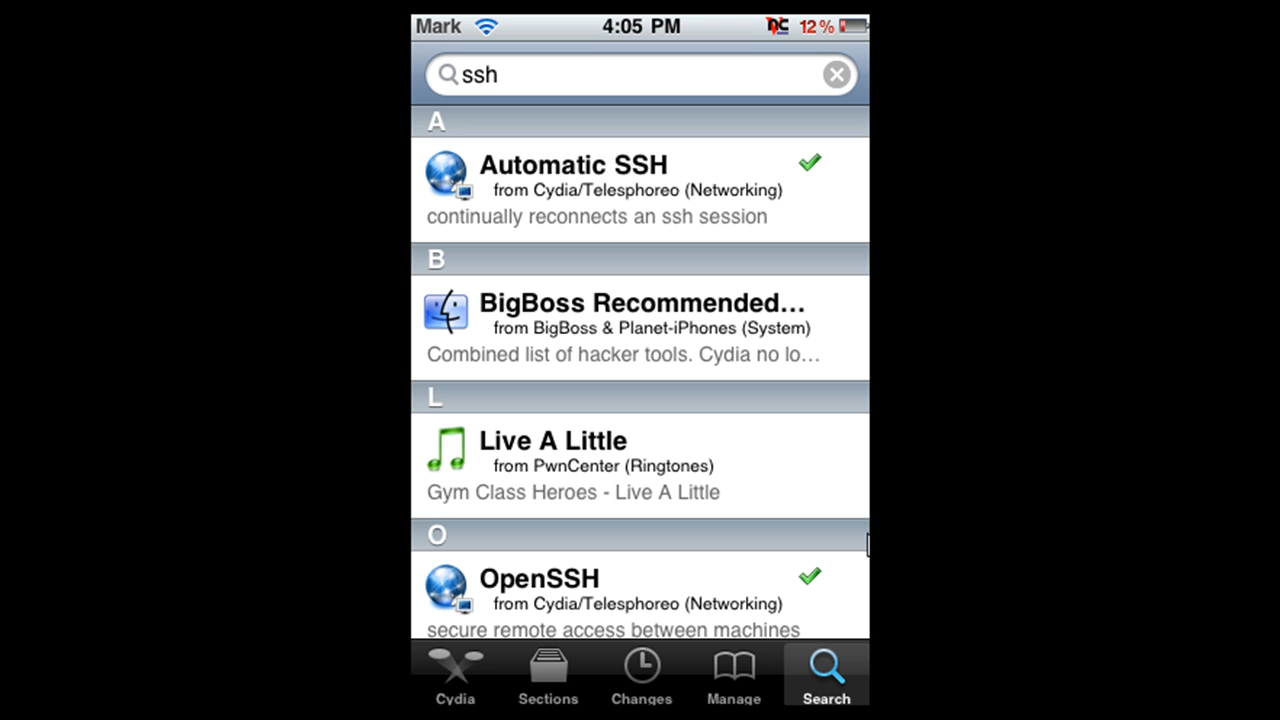 Mark 4:05 PM 12%
ssh
A
Automatic SSH
from Cydia/Telesphoreo (Networking)
continually reconnects an ssh session
B
BigBoss Recommended...
from BigBoss & Planet-iPhones (System)
Combined list of hacker tools. Cydia no lo...
L
Live A Little
from PwnCenter (Ringtones)
Gym Class Heroes - Live A Little
O
OpenSSH
from Cydia/Telesphoreo (Networking)
secure remote access between machines
Cydia Sections Changes Manage Search